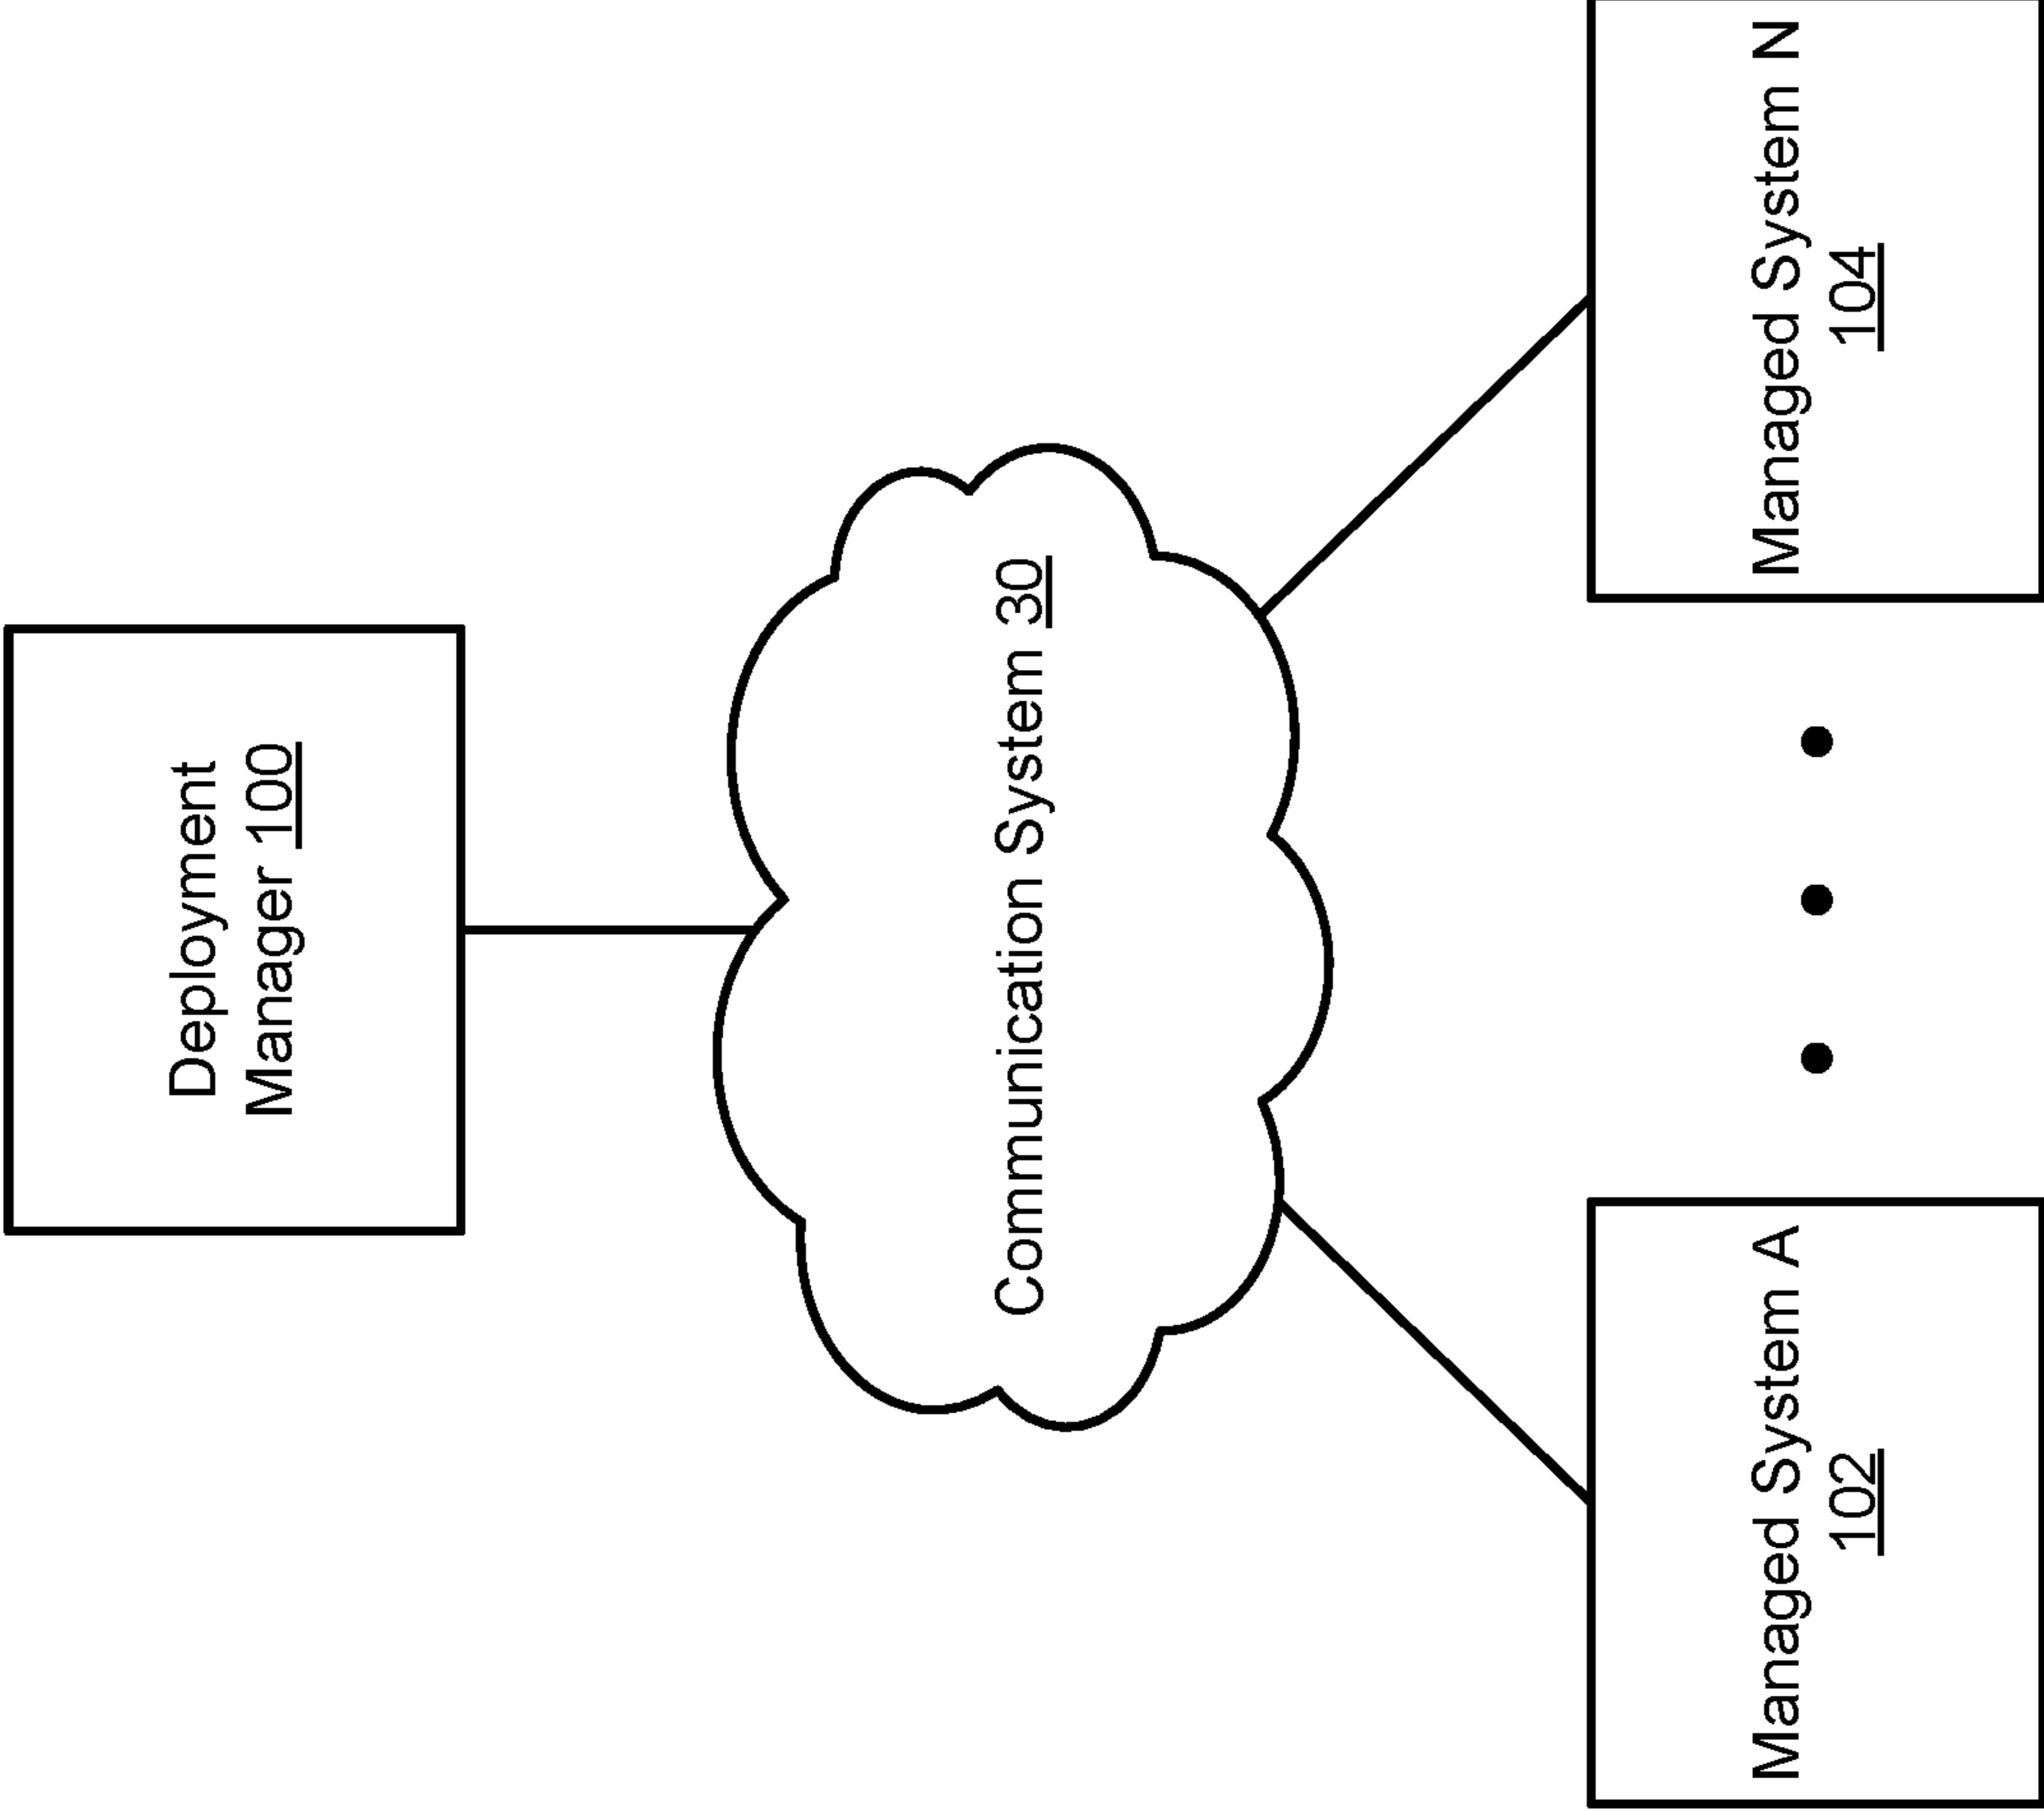 Deployment
Manager 100
Communication System 30
Managed System A
102
Managed System N
104